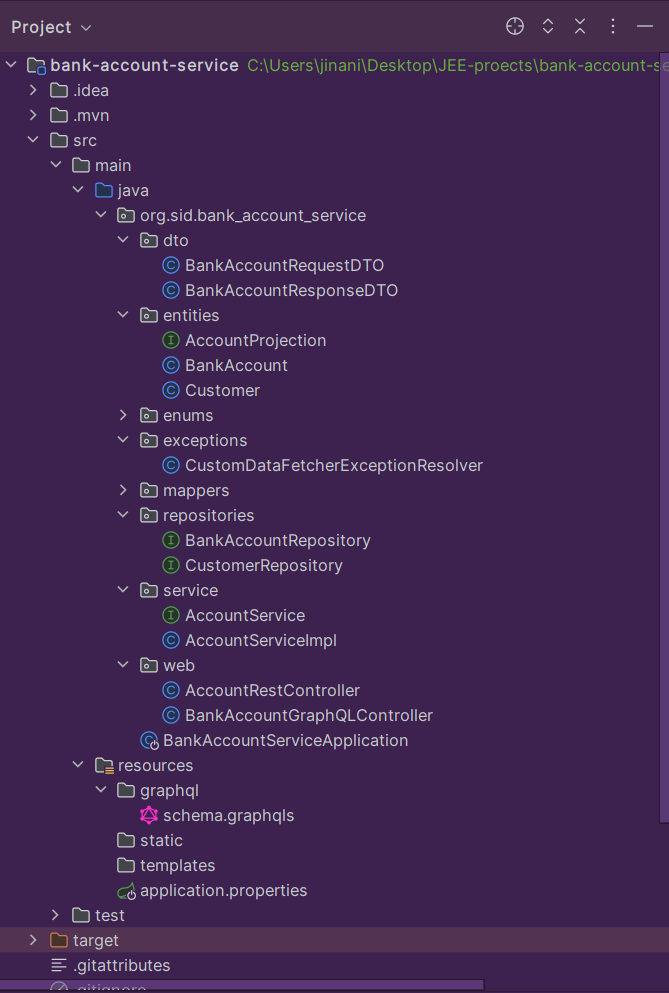 Project
bank-account-service C:\Users\jinani\Desktop\JEE-proects\bank-account-se
.idea
.mvn
src
main
java
org.sid.bank_account_service
dto
BankAccountRequestDTO
BankAccountResponseDTO
entities
AccountProjection
BankAccount
Customer
enums
exceptions
CustomDataFetcherExceptionResolver
mappers
repositories
BankAccountRepository
CustomerRepository
service
AccountService
AccountServiceImpl
web
AccountRestController
BankAccountGraphQLController
BankAccountServiceApplication
resources
graphql
schema.graphqls
static
templates
application.properties
test
target
.gitattributes
.gitignore